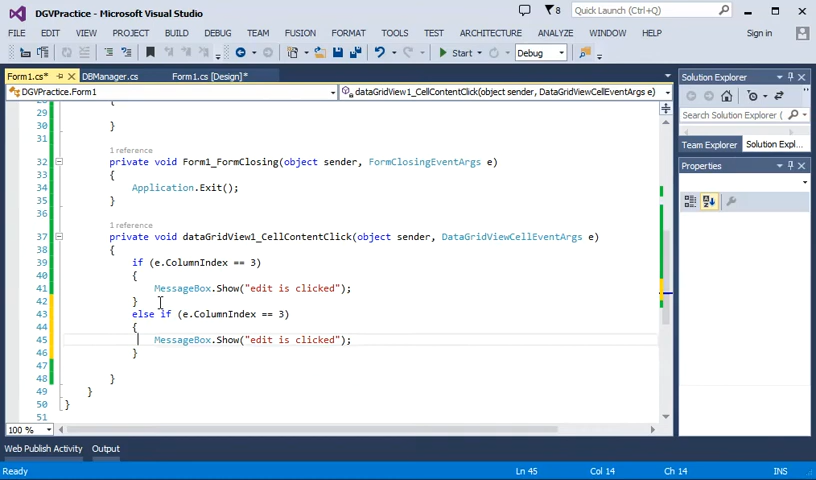 DGVPractice - Microsoft Visual Studio
8
Quick Launch (Ctrl+Q)
FILE EDIT VIEW PROJECT BUILD DEBUG TEAM FUSION FORMAT TOOLS TEST ARCHITECTURE ANALYZE WINDOW HELP
Sign in
Start Debug
Form1.cs* DBManager.cs Form1.cs [Design]*
DGVPractice.Form1 dataGridView1_CellContentClick(object sender, DataGridViewCellEventArgs e)
28 {
29
30 }
31
1 reference
32 private void Form1_FormClosing(object sender, FormClosingEventArgs e)
33 {
34 Application.Exit();
35 }
36
1 reference
37 private void dataGridView1_CellContentClick(object sender, DataGridViewCellEventArgs e)
38 {
39 if (e.ColumnIndex == 3)
40 {
41 MessageBox.Show("edit is clicked");
42 }
43 else if (e.ColumnIndex == 3)
44 {
45 MessageBox.Show("edit is clicked");
46 }
47
48 }
49 }
50 }
51
100 %
Solution Explorer
Search Solution Explorer (
Team Explorer Solution Expl...
Properties
Web Publish Activity Output
Ready Ln 45 Col 14 Ch 14 INS